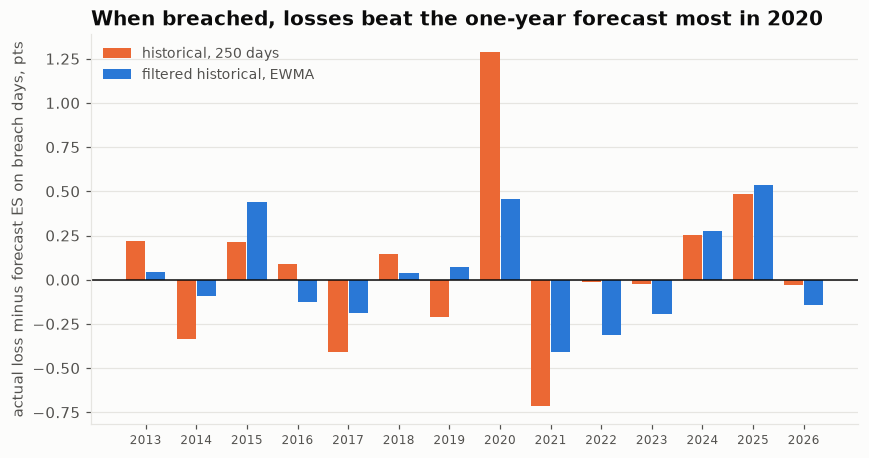 When breached, losses beat the one-year forecast most in 2020
actual loss minus forecast ES on breach days, pts
historical, 250 days
filtered historical, EWMA
1.25
1.00
0.75
0.50
0.25
0.00
−0.25
−0.50
−0.75
2013 2014 2015 2016 2017 2018 2019 2020 2021 2022 2023 2024 2025 2026